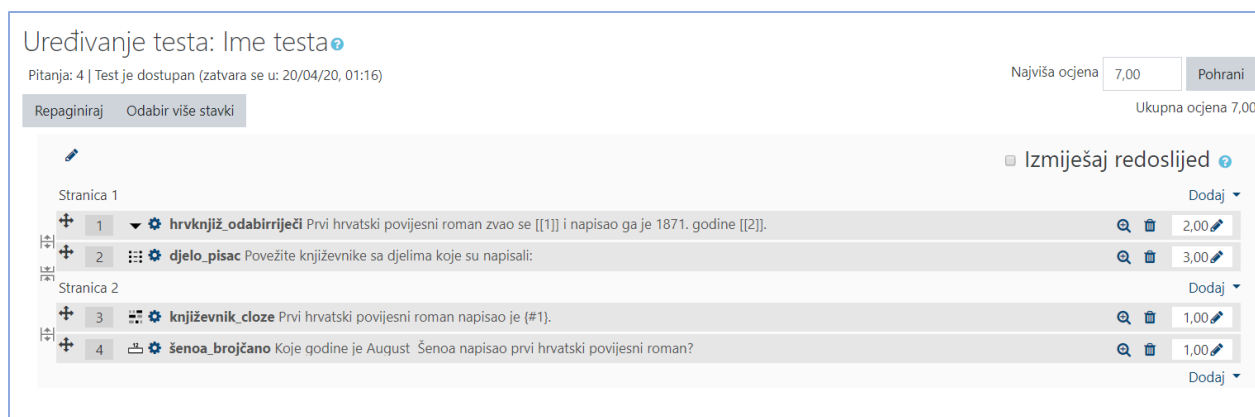 Uređivanje testa: Ime testa
Pitanja: 4 | Test je dostupan (zatvara se u: 20/04/20, 01:16)
Najviša ocjena 7,00 Pohrani
Repaginiraj Odabir više stavki
Ukupna ocjena 7,00
Izmiješaj redoslijed
Stranica 1
Dodaj
1 hrvknjiž_odabirriječi Prvi hrvatski povijesni roman zvao se [[1]] i napisao ga je 1871. godine [[2]]. 2,00
2 djelo_pisac Povežite književnike sa djelima koje su napisali: 3,00
Stranica 2
Dodaj
3 književnik_cloze Prvi hrvatski povijesni roman napisao je {#1}. 1,00
4 šenoa_brojčano Koje godine je August Šenoa napisao prvi hrvatski povijesni roman? 1,00
Dodaj